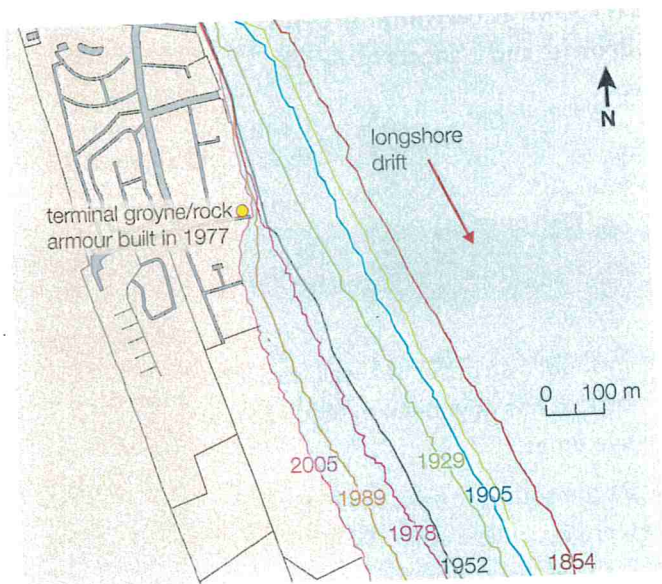 longshore
drift
N
terminal groyne/rock
armour built in 1977
0 100 m
2005
1929
1989
1905
1978
1952
1854